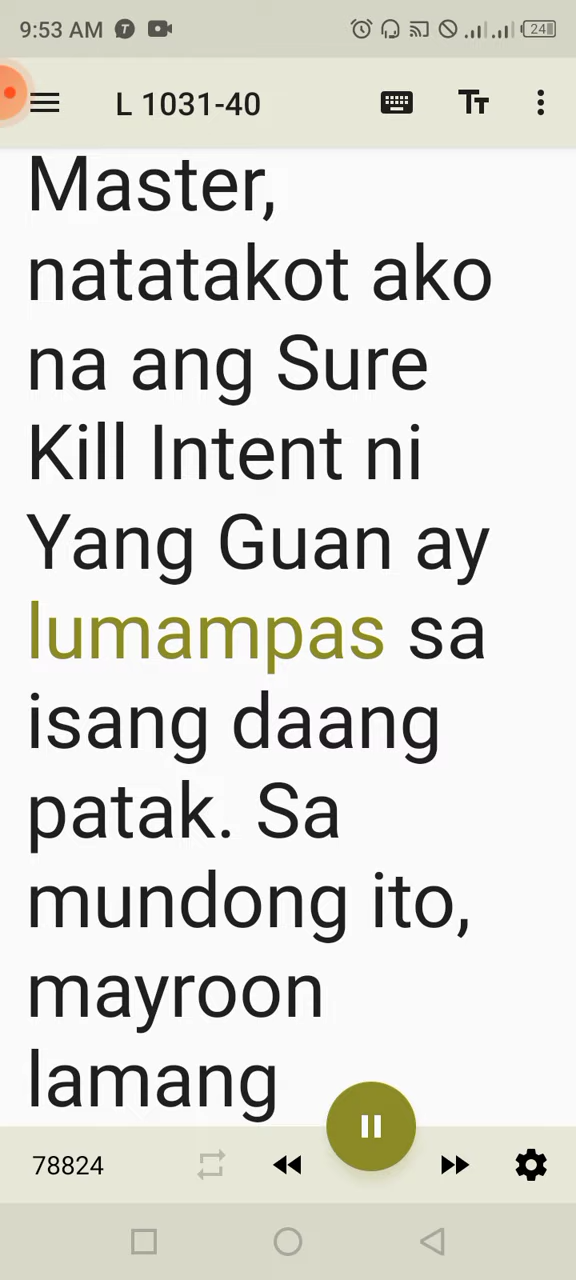 9:53 AM
24
L 1031-40
Master,
natatakot ako
na ang Sure
Kill Intent ni
Yang Guan ay
lumampas sa
isang daang
patak. Sa
mundong ito,
mayroon
lamang
78824